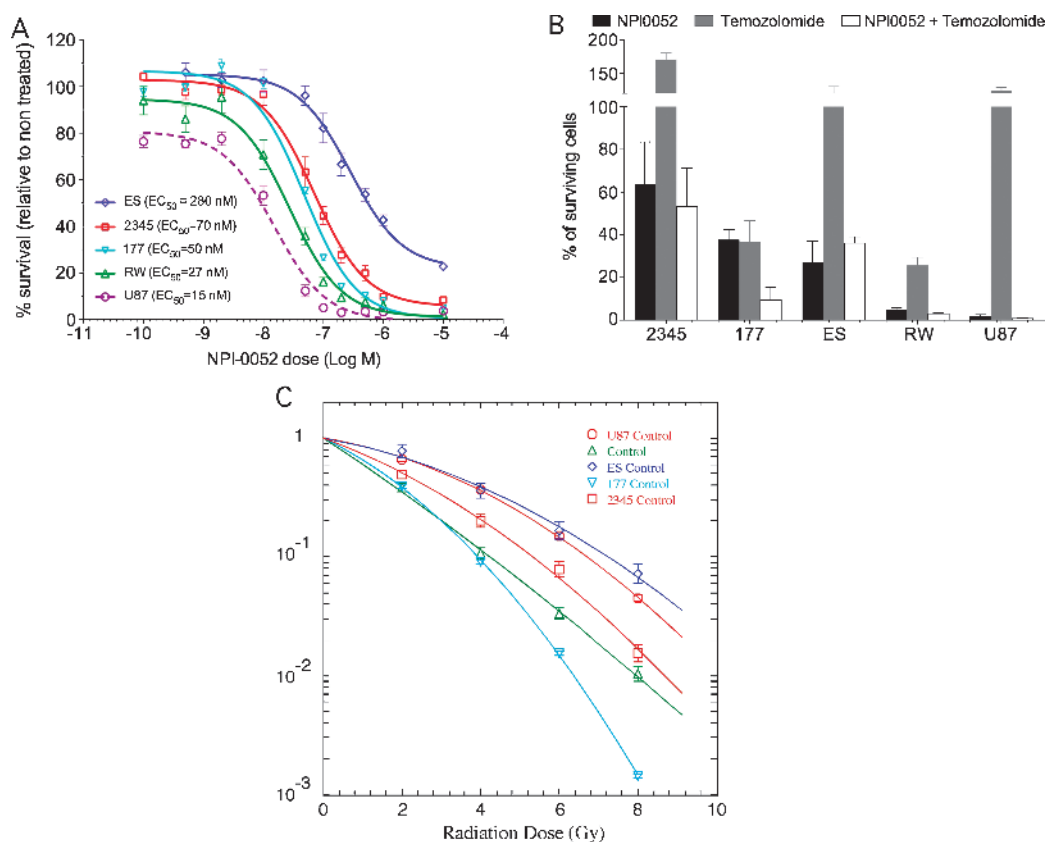 A
% survival (relative to non treated)
120
100
80
60
40
20
0
ES (EC50 = 280 nM)
2345 (EC50=70 nM)
177 (EC50=50 nM
RW (EC50=27 nM)
U87 (EC50=15 nM)
-11 -10 -9 -8 -7 -6 -5 -4
NPI-0052 dose (Log M)
B
NPI0052 Temozolomide NPI0052 + Temozolomide
% of surviving cells
200
150
100
80
60
40
20
0
2345 177 ES RW U87
C
U87 Control
Control
ES Control
177 Control
2345 Control
1
10-1
10-2
10-3
0 2 4 6 8 10
Radiation Dose (Gy)